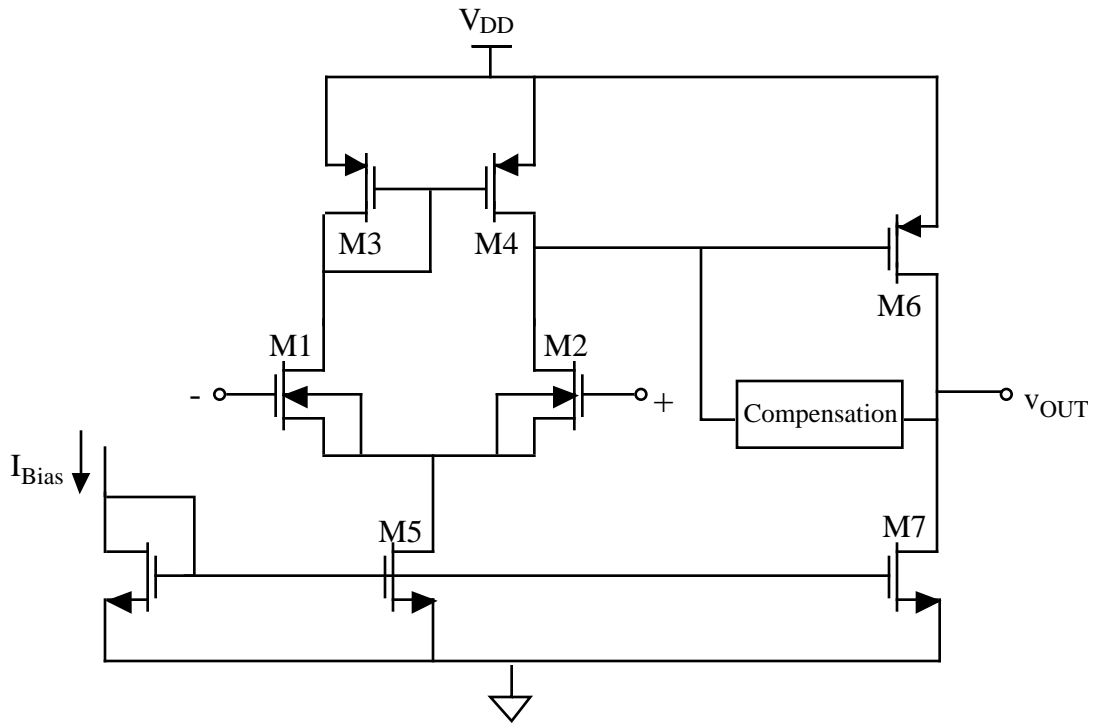 VDD
M3
M4
M6
M1
M2
-
+
Compensation
vOUT
IBias
M5
M7